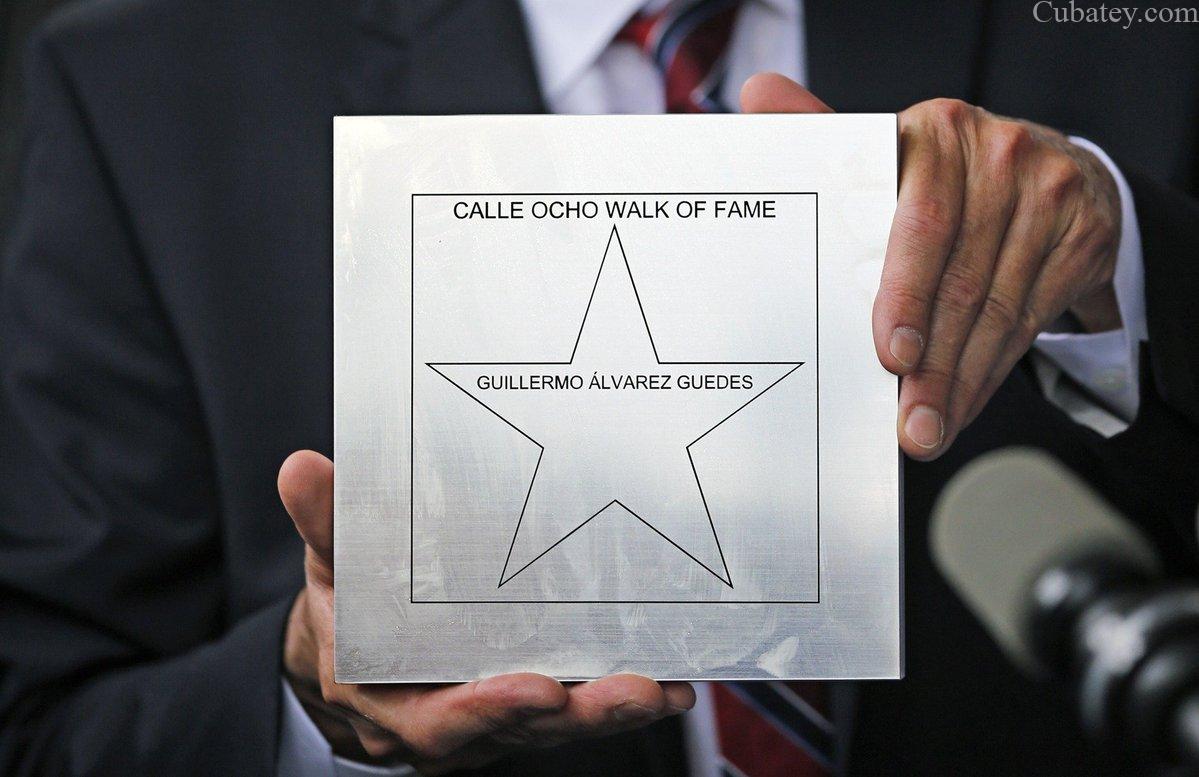 Cubatey.com
CALLE OCHO WALK OF FAME
GUILLERMO ÁLVAREZ GUEDES